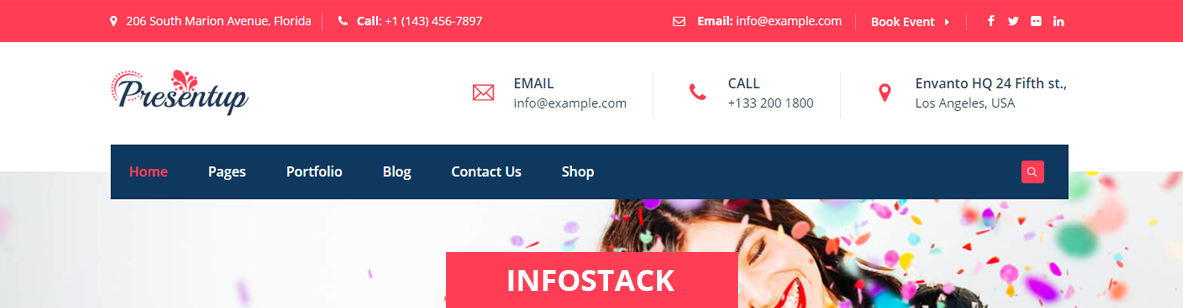 206 South Marion Avenue, Florida Call: +1 (143) 456-7897 Email: info@example.com Book Event
Presentup
EMAIL
info@example.com
CALL
+133 200 1800
Envanto HQ 24 Fifth st.,
Los Angeles, USA
Home Pages Portfolio Blog Contact Us Shop
INFOSTACK